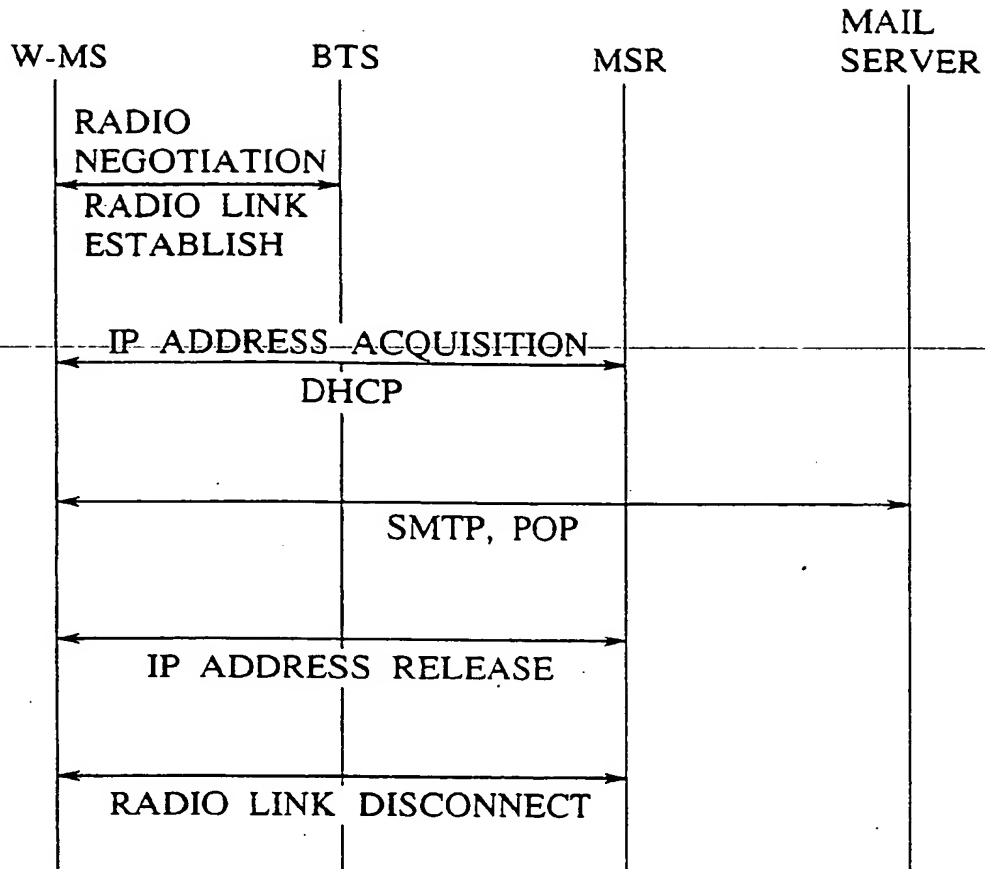 W-MS BTS MSR MAIL SERVER
RADIO
NEGOTIATION
RADIO LINK
ESTABLISH
IP ADDRESS ACQUISITION
DHCP
SMTP, POP
IP ADDRESS RELEASE
RADIO LINK DISCONNECT